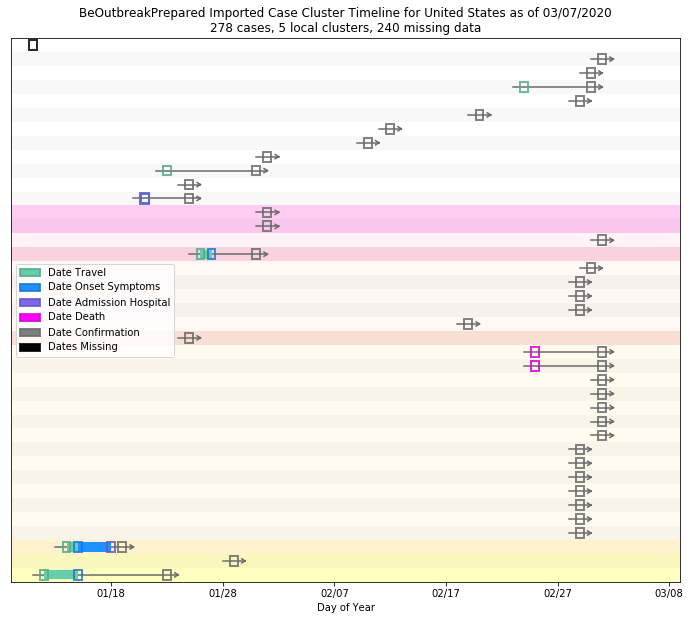 BeOutbreakPrepared Imported Case Cluster Timeline for United States as of 03/07/2020
278 cases, 5 local clusters, 240 missing data
Date Travel
Date Onset Symptoms
Date Admission Hospital
Date Death
Date Confirmation
Dates Missing
01/18 01/28 02/07 02/17 02/27 03/08
Day of Year